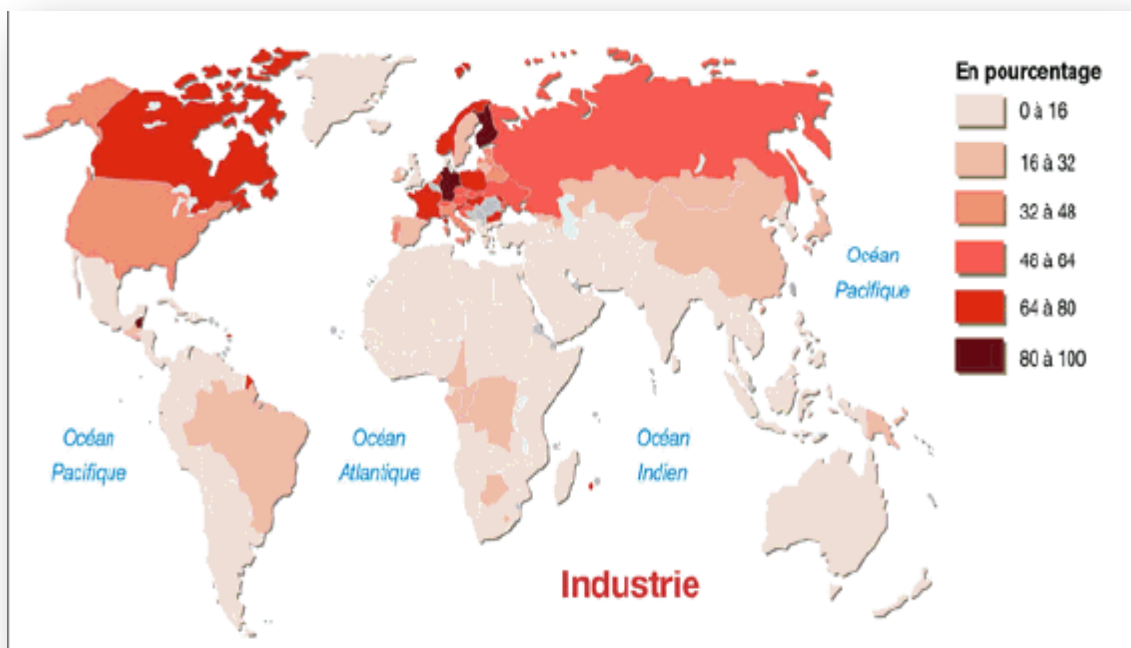 En pourcentage
0 à 16
16 à 32
32 à 48
48 à 64
64 à 80
80 à 100
Océan
Pacifique
Océan
Pacifique
Océan
Atlantique
Océan
Indien
Industrie